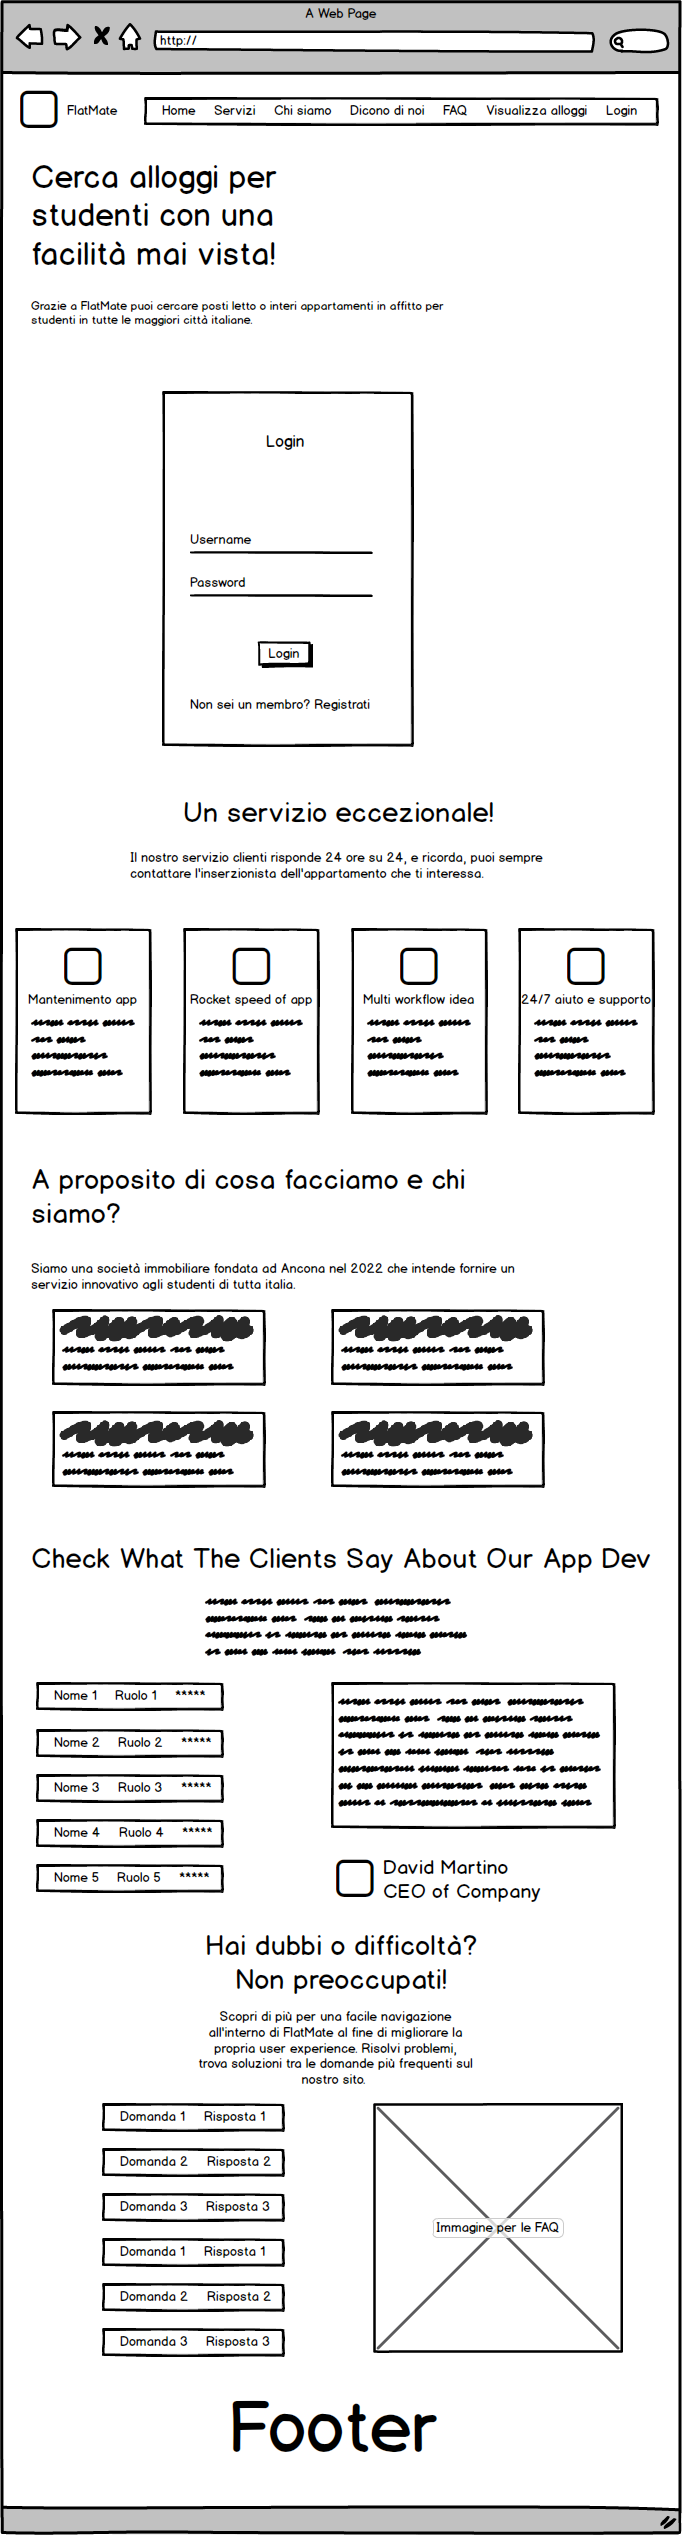 A Web Page
http://
FlatMate
Home Servizi Chi siamo Dicono di noi FAQ Visualizza alloggi Login
Cerca alloggi per
studenti con una
facilità mai vista!
Grazie a FlatMate puoi cercare posti letto o interi appartamenti in affitto per
studenti in tutte le maggiori città italiane.
Login
Username
Password
Login
Non sei un membro? Registrati
Un servizio eccezionale!
Il nostro servizio clienti risponde 24 ore su 24, e ricorda, puoi sempre
contattare l'inserzionista dell'appartamento che ti interessa.
Mantenimento app
Rocket speed of app
Multi workflow idea
24/7 aiuto e supporto
A proposito di cosa facciamo e chi
siamo?
Siamo una società immobiliare fondata ad Ancona nel 2022 che intende fornire un
servizio innovativo agli studenti di tutta italia.
Check What The Clients Say About Our App Dev
Nome 1 Ruolo 1 *****
Nome 2 Ruolo 2 *****
Nome 3 Ruolo 3 *****
Nome 4 Ruolo 4 *****
Nome 5 Ruolo 5 *****
David Martino
CEO of Company
Hai dubbi o difficoltà?
Non preoccupati!
Scopri di più per una facile navigazione
all'interno di FlatMate al fine di migliorare la
propria user experience. Risolvi problemi,
trova soluzioni tra le domande più frequenti sul
nostro sito.
Domanda 1 Risposta 1
Domanda 2 Risposta 2
Domanda 3 Risposta 3
Domanda 1 Risposta 1
Domanda 2 Risposta 2
Domanda 3 Risposta 3
Immagine per le FAQ
Footer